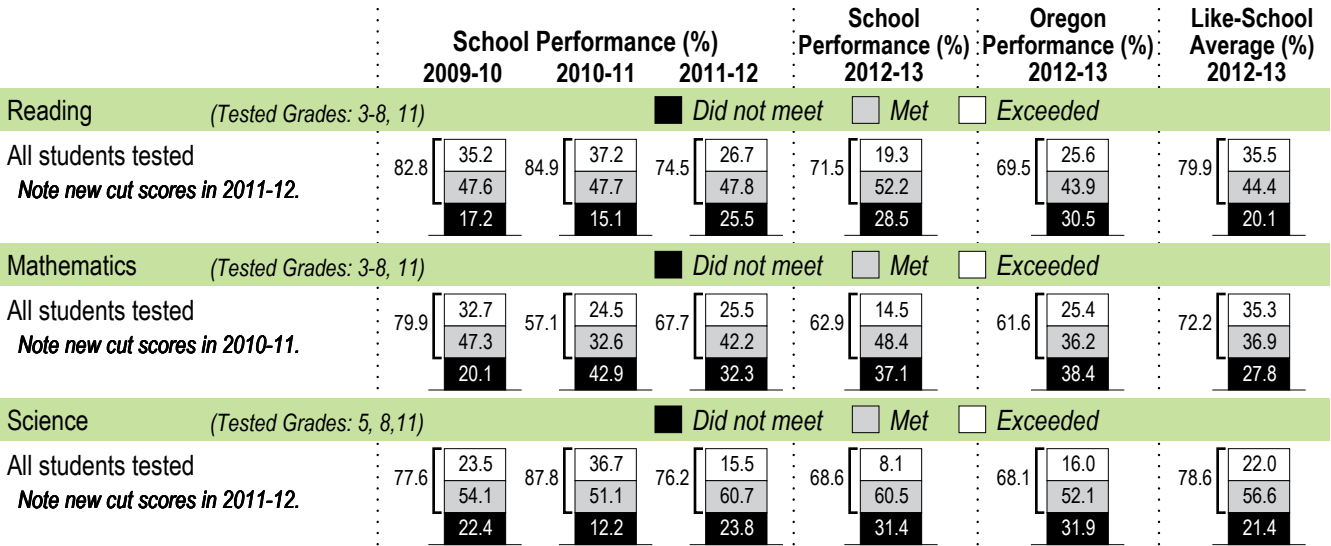 School Performance (%)
School
Performance (%)
Oregon
Performance (%)
Like-School
Average (%)
2009-10 2010-11 2011-12 2012-13 2012-13 2012-13
Reading (Tested Grades: 3-8, 11) Did not meet Met Exceeded
All students tested
Note new cut scores in 2011-12.
82.8 35.2 47.6 17.2
84.9 37.2 47.7 15.1
74.5 26.7 47.8 25.5
71.5 19.3 52.2 28.5
69.5 25.6 43.9 30.5
79.9 35.5 44.4 20.1
Mathematics (Tested Grades: 3-8, 11) Did not meet Met Exceeded
All students tested
Note new cut scores in 2010-11.
79.9 32.7 47.3 20.1
57.1 24.5 32.6 42.9
67.7 25.5 42.2 32.3
62.9 14.5 48.4 37.1
61.6 25.4 36.2 38.4
72.2 35.3 36.9 27.8
Science (Tested Grades: 5, 8,11) Did not meet Met Exceeded
All students tested
Note new cut scores in 2011-12.
77.6 23.5 54.1 22.4
87.8 36.7 51.1 12.2
76.2 15.5 60.7 23.8
68.6 8.1 60.5 31.4
68.1 16.0 52.1 31.9
78.6 22.0 56.6 21.4